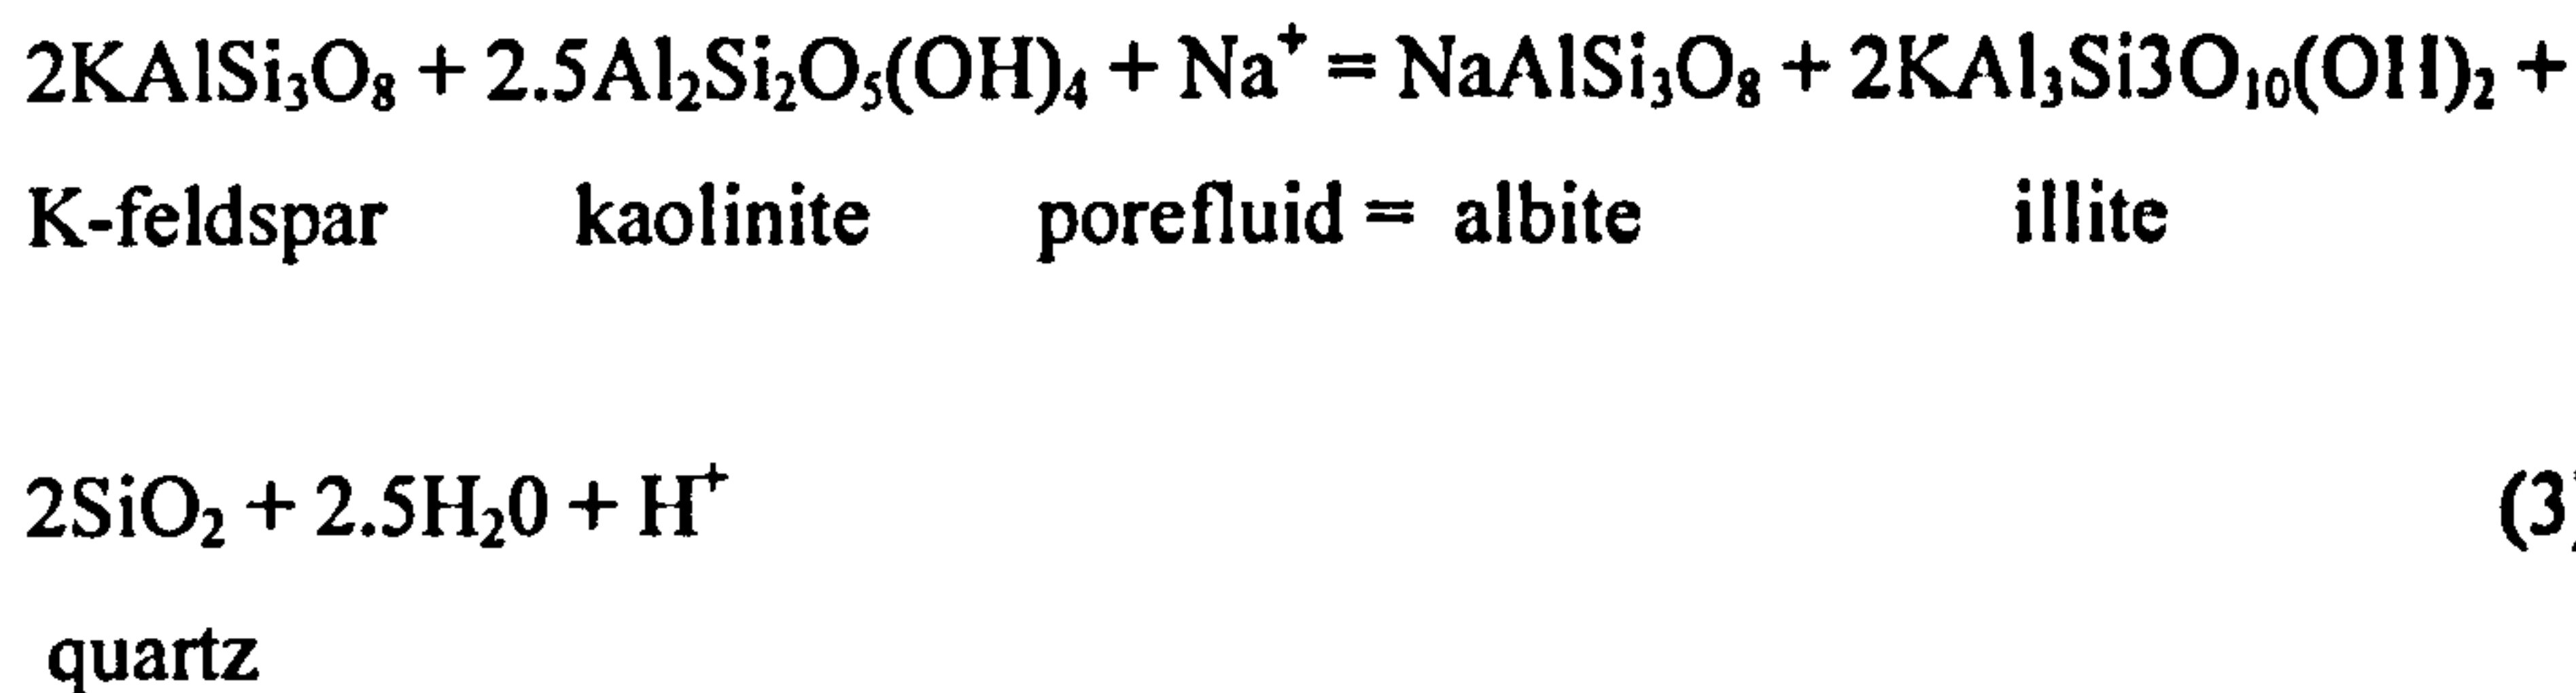 2KAlSi₃O₈ + 2.5Al₂Si₂O₅(OH)₄ + Na⁺ = NaAlSi₃O₈ + 2KAl₃Si3O₁₀(OH)₂ +
K-feldspar kaolinite porefluid = albite illite
2SiO₂ + 2.5H₂0 + H⁺ (3)
quartz